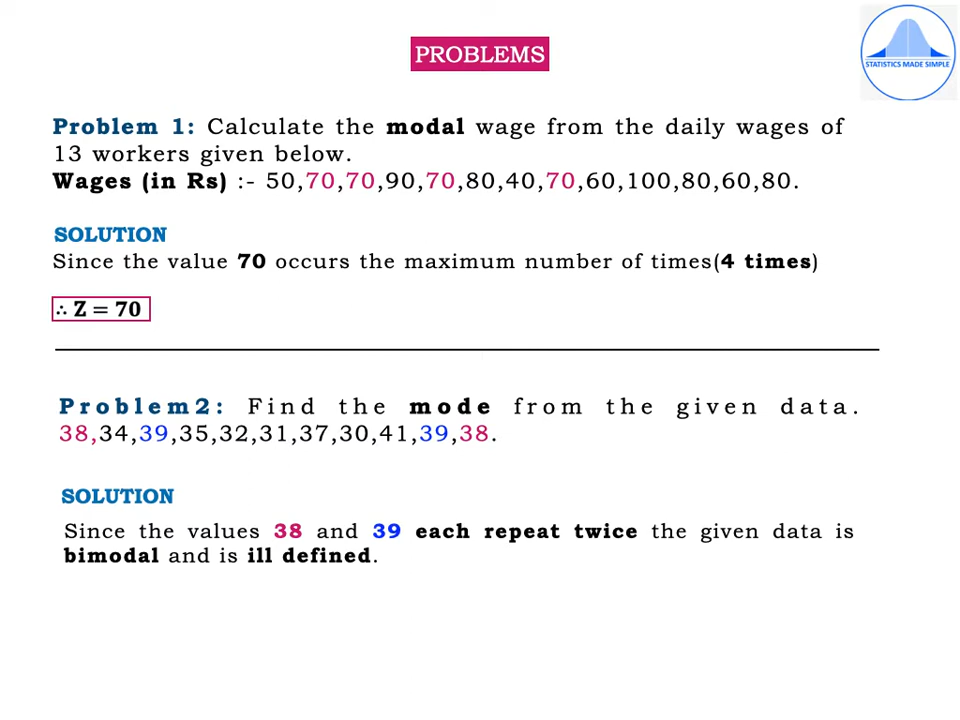 PROBLEMS
STATISTICS MADE SIMPLE
Problem 1: Calculate the modal wage from the daily wages of
13 workers given below.
Wages (in Rs) :- 50,70,70,90,70,80,40,70,60,100,80,60,80.
SOLUTION
Since the value 70 occurs the maximum number of times(4 times)
∴ Z = 70
Problem2: Find the mode from the given data.
38,34,39,35,32,31,37,30,41,39,38.
SOLUTION
Since the values 38 and 39 each repeat twice the given data is
bimodal and is ill defined.